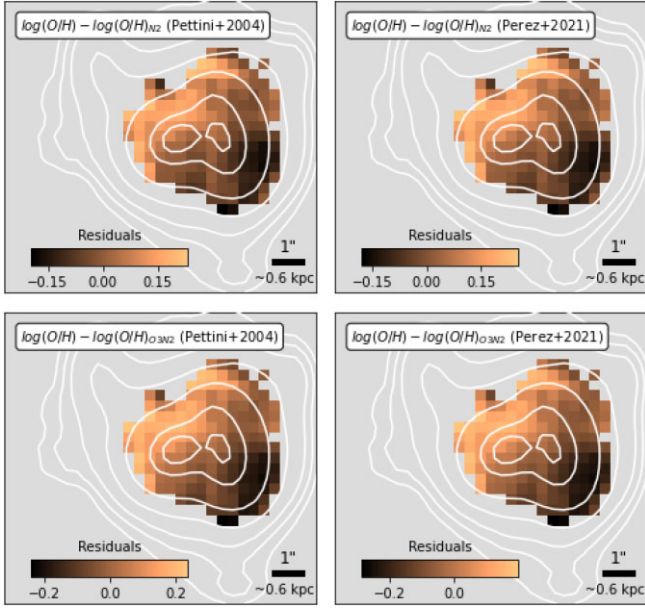 log(O/H) − log(O/H)N2 (Pettini+2004)
Residuals
−0.15 0.00 0.15
1"
~0.6 kpc
log(O/H) − log(O/H)N2 (Perez+2021)
Residuals
−0.15 0.00 0.15
1"
~0.6 kpc
log(O/H) − log(O/H)O3N2 (Pettini+2004)
Residuals
−0.2 0.0 0.2
1"
~0.6 kpc
log(O/H) − log(O/H)O3N2 (Perez+2021)
Residuals
−0.2 0.0
1"
~0.6 kpc